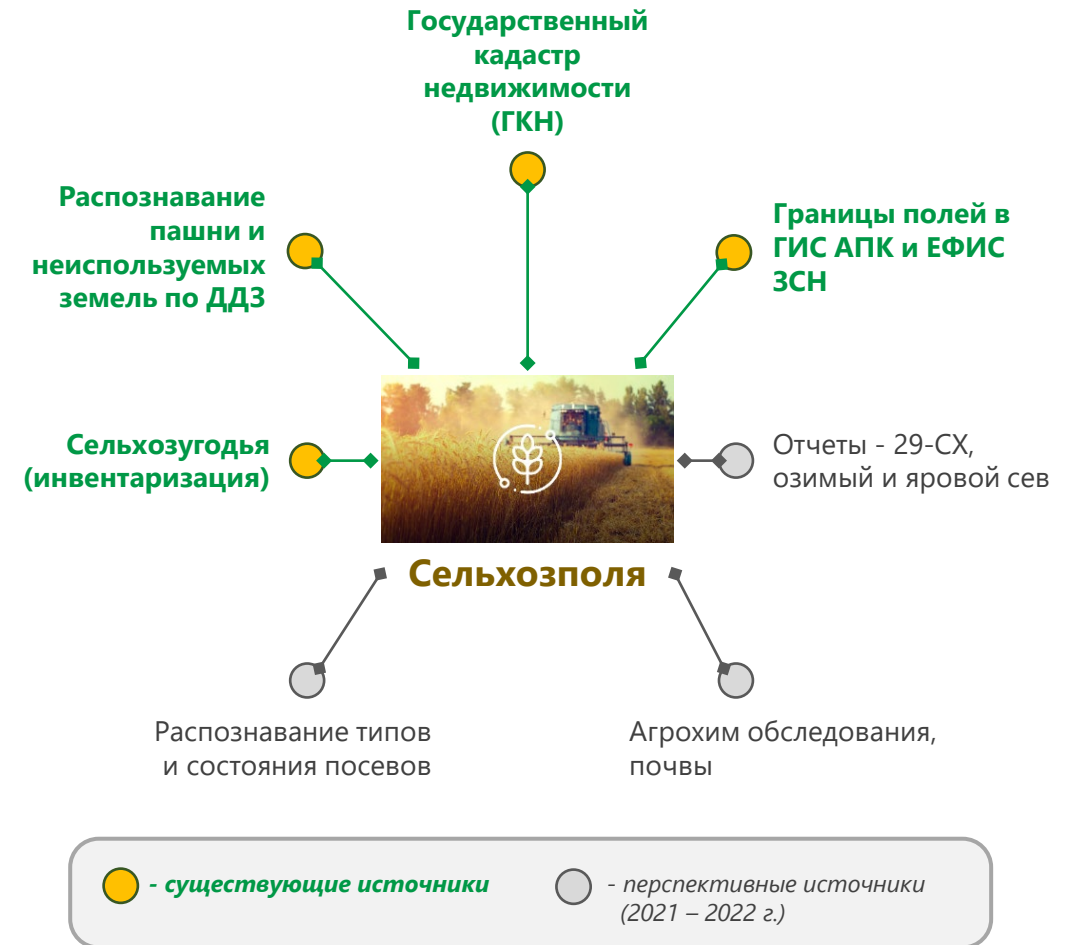 Государственный
кадастр
недвижимости
(ГКН)
Распознавание
пашни и
неиспользуемых
земель по ДДЗ
Границы полей в
ГИС АПК и ЕФИС
ЗСН
Сельхозугодья
(инвентаризация)
Отчеты - 29-СХ,
озимый и яровой сев
Сельхозполя
Распознавание типов
и состояния посевов
Агрохим обследования,
почвы
- существующие источники
- перспективные источники
(2021 – 2022 г.)